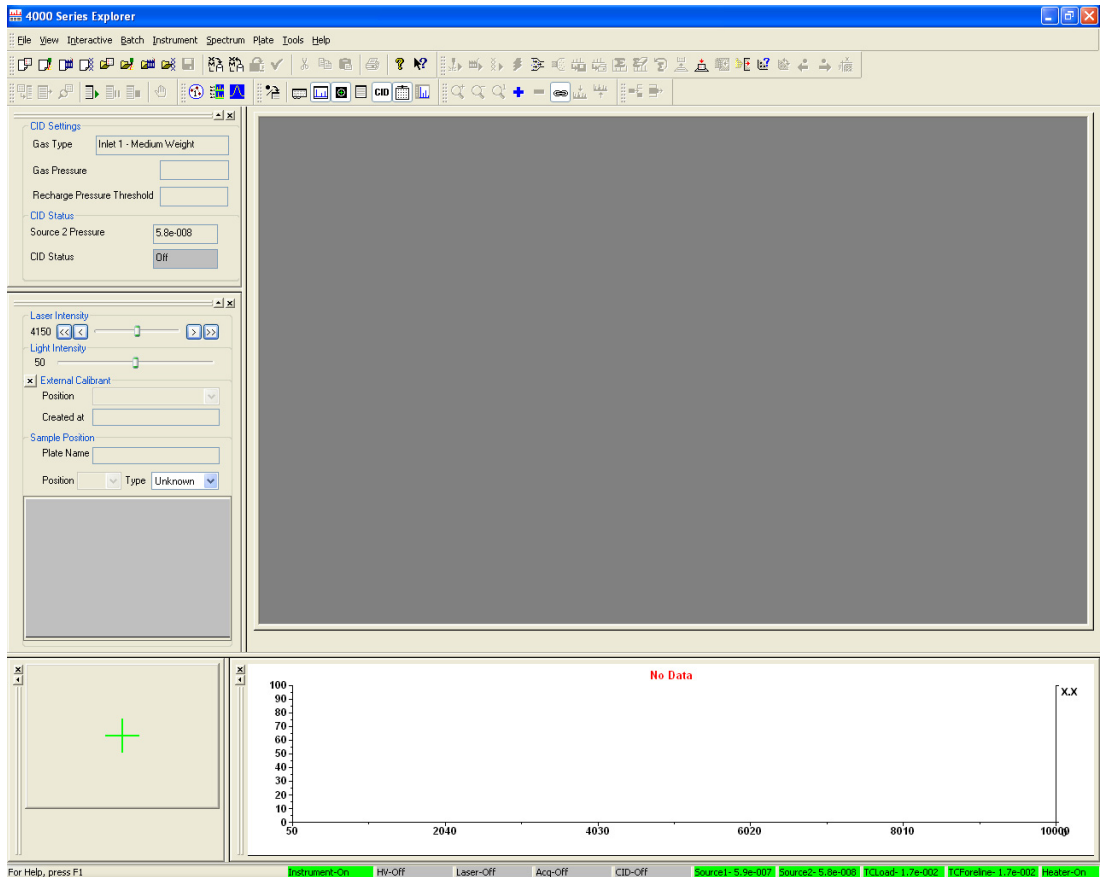 4000 Series Explorer
File View Interactive Batch Instrument Spectrum Plate Tools Help
CID
CID Settings
Gas Type Inlet 1 - Medium Weight
Gas Pressure
Recharge Pressure Threshold
CID Status
Source 2 Pressure 5.8e-008
CID Status Off
Laser Intensity
4150 << < > >>
Light Intensity
50
x External Calibrant
Position
Created at
Sample Position
Plate Name
Position Type Unknown
No Data
100
90
80
70
60
50
40
30
20
10
0
X.X
50 2040 4030 6020 8010 10000
For Help, press F1 Instrument-On HV-Off Laser-Off Acq-Off CID-Off Source1- 5.9e-007 Source2- 5.8e-008 TCLoad- 1.7e-002 TCForeline- 1.7e-002 Heater-On